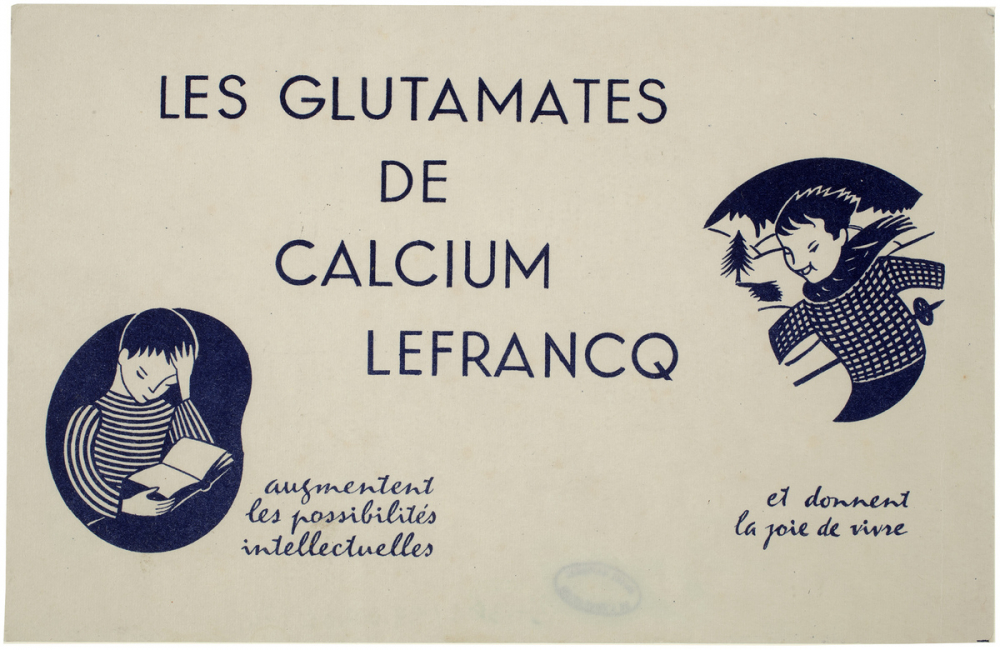 LES GLUTAMATES
DE
CALCIUM
LEFRANCQ
augmentent
les possibilités
intellectuelles
et donnent
la joie de vivre